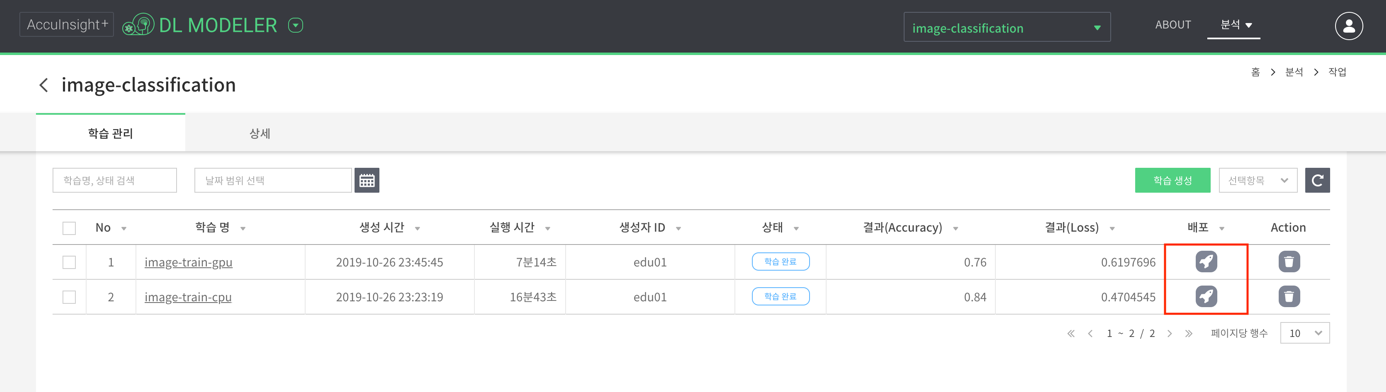 AccuInsight+ DL MODELER image-classification ABOUT 분석
image-classification 홈 분석 작업
학습 관리 상세
학습명, 상태 검색 날짜 범위 선택 학습 생성 선택항목
No 학습 명 생성 시간 실행 시간 생성자 ID 상태 결과(Accuracy) 결과(Loss) 배포 Action
1 image-train-gpu 2019-10-26 23:45:45 7분14초 edu01 학습 완료 0.76 0.6197696
2 image-train-cpu 2019-10-26 23:23:19 16분43초 edu01 학습 완료 0.84 0.4704545
1 ~ 2 / 2 페이지당 행수 10